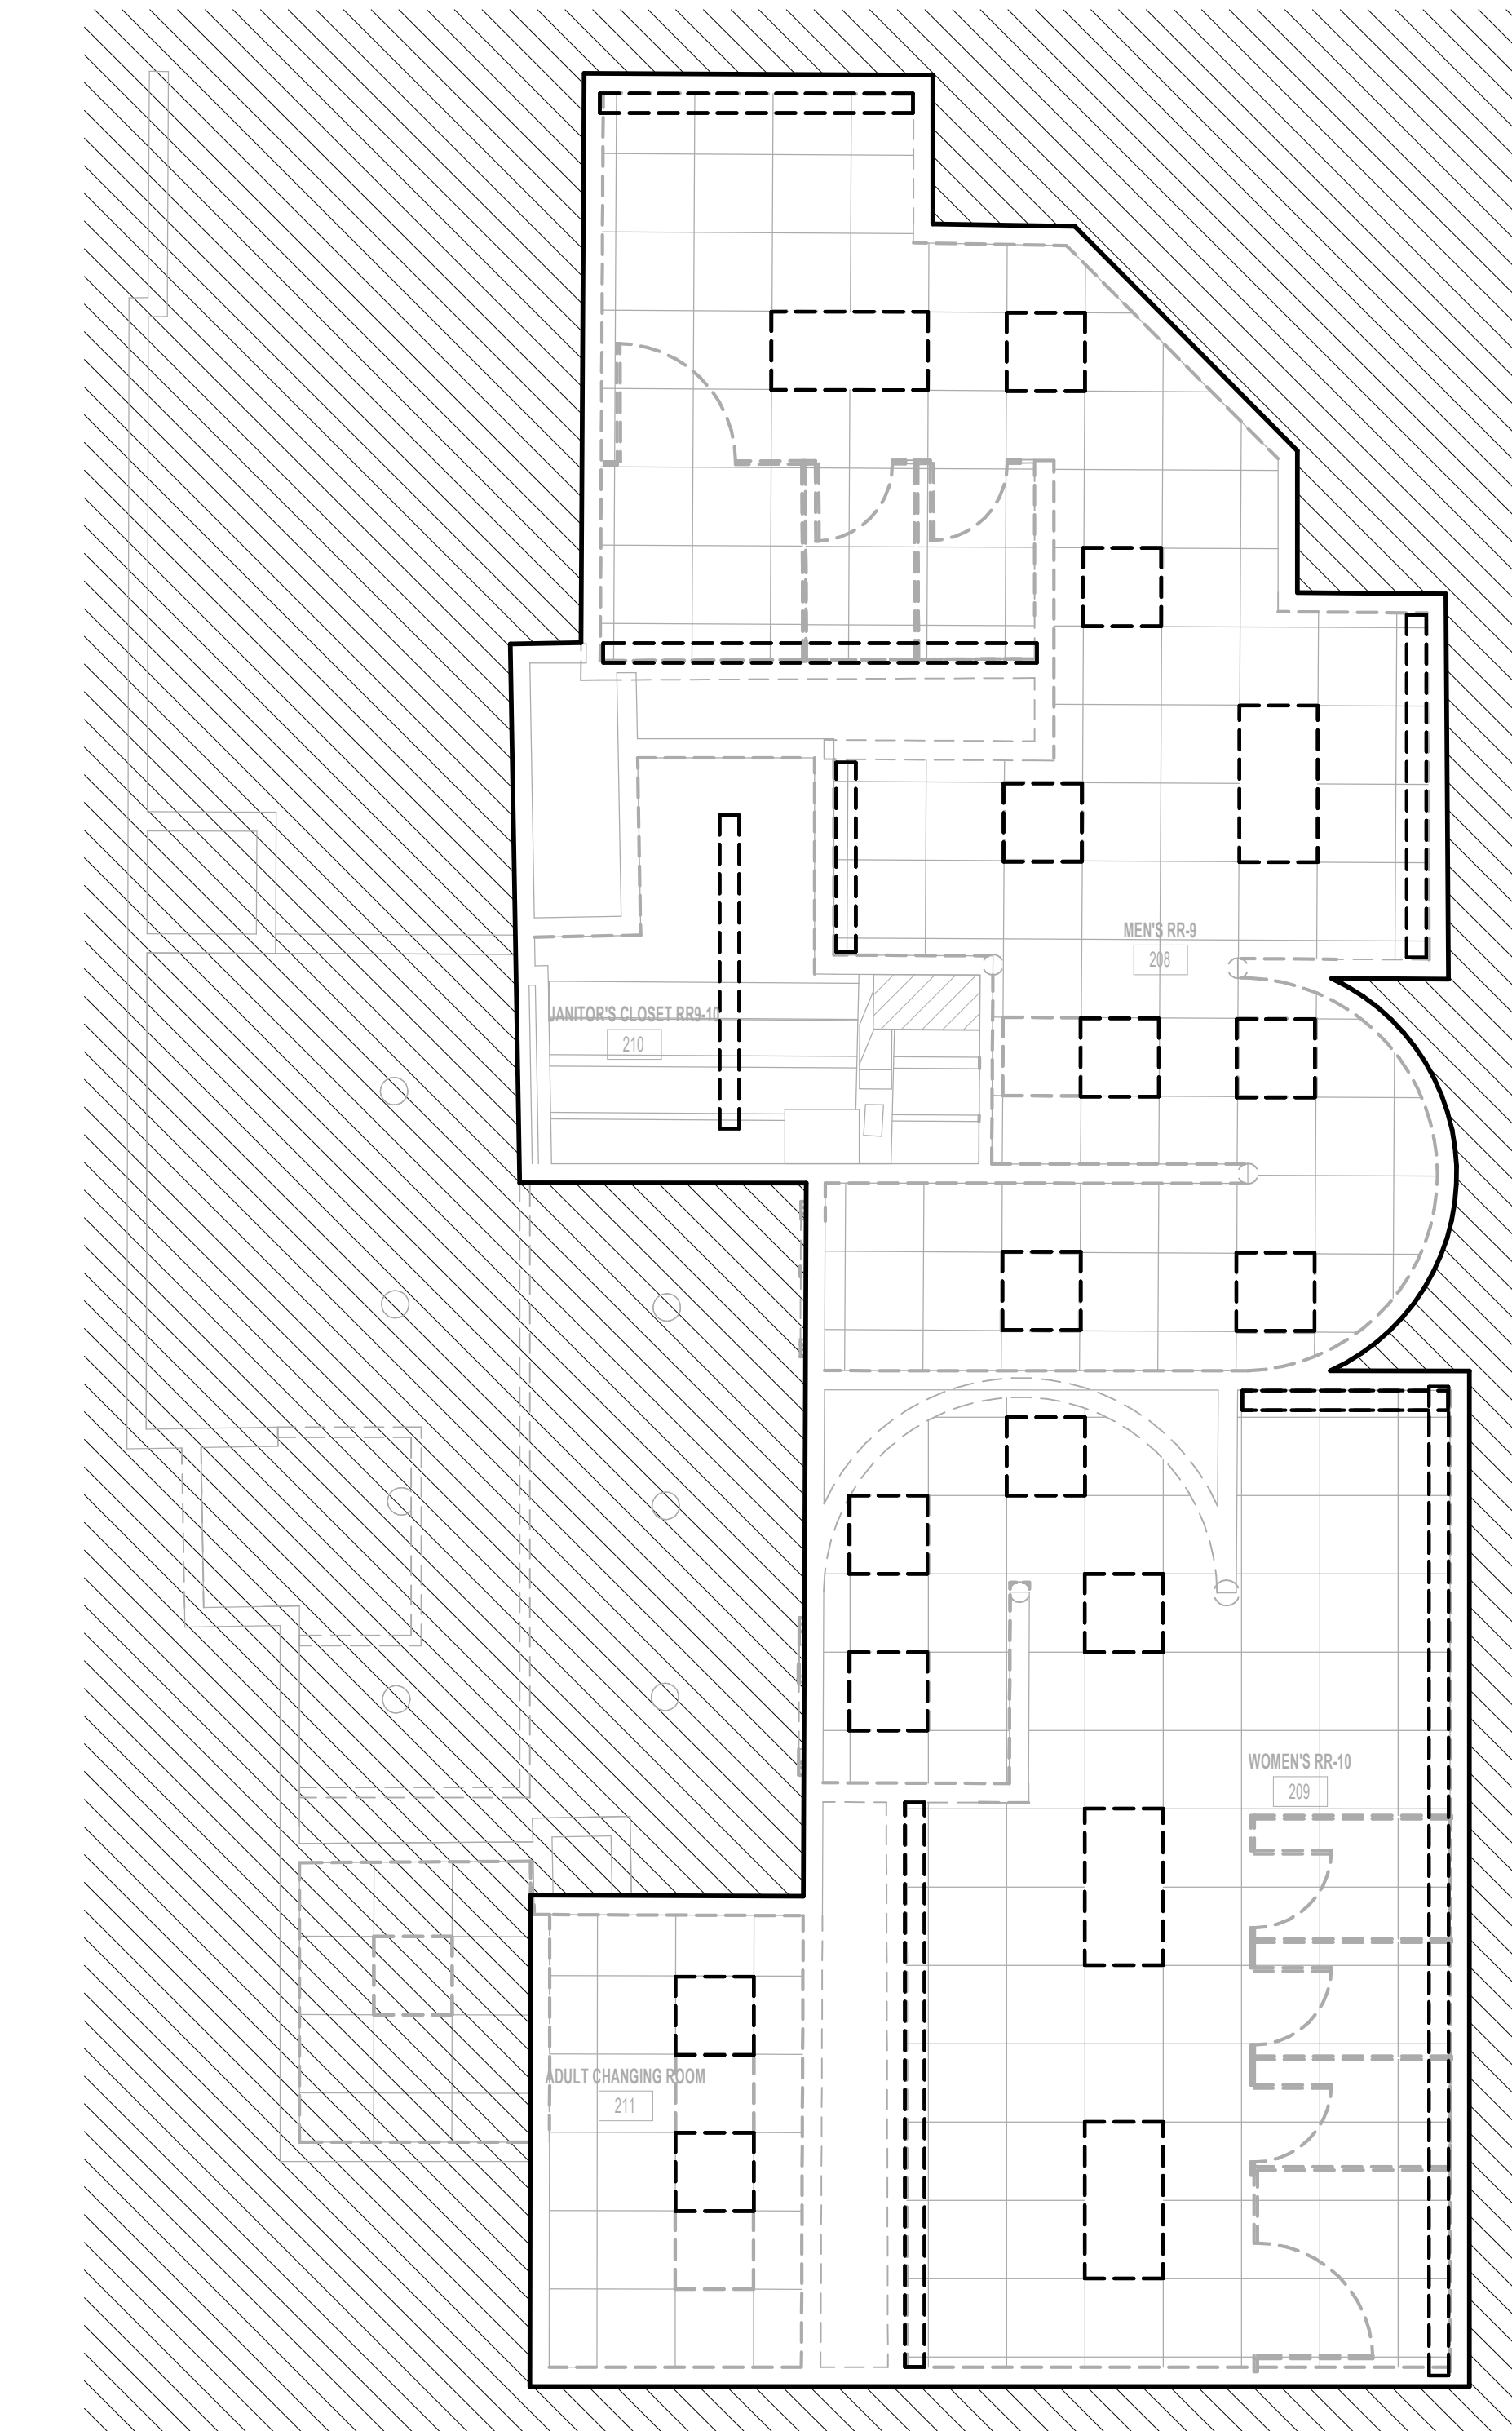 MEN'S RR-9
208
JANITOR'S CLOSET RR9-10
210
WOMEN'S RR-10
209
ADULT CHANGING ROOM
211